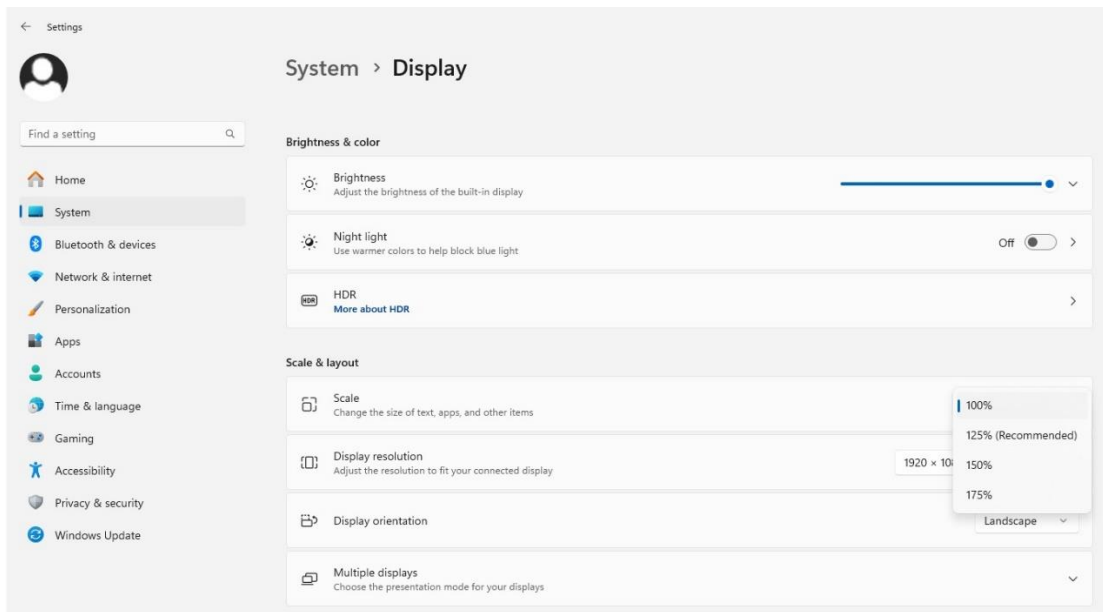 Settings
System > Display
Find a setting
Home
System
Bluetooth & devices
Network & internet
Personalization
Apps
Accounts
Time & language
Gaming
Accessibility
Privacy & security
Windows Update
Brightness & color
Brightness
Adjust the brightness of the built-in display
Night light
Use warmer colors to help block blue light
Off
HDR
HDR
More about HDR
Scale & layout
Scale
Change the size of text, apps, and other items
100%
125% (Recommended)
150%
175%
Display resolution
Adjust the resolution to fit your connected display
1920 × 10
Display orientation
Landscape
Multiple displays
Choose the presentation mode for your displays